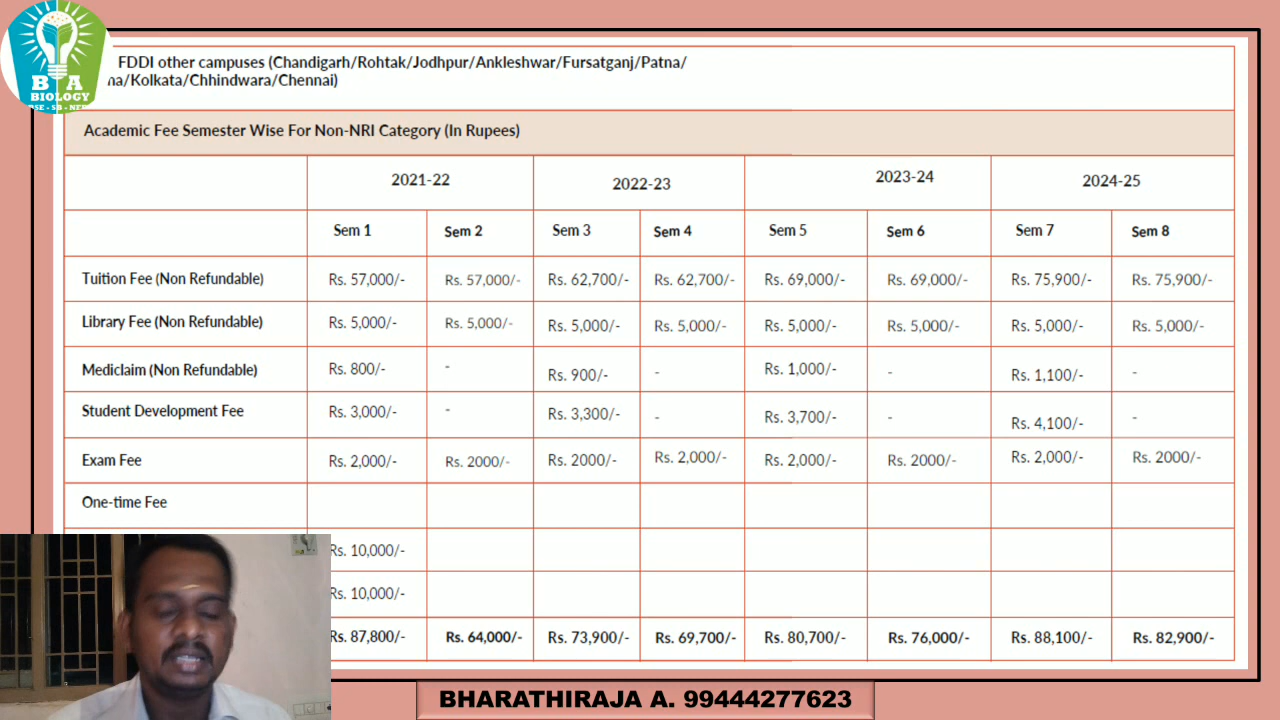 B A
BIOLOGY
FDDI other campuses (Chandigarh/Rohtak/Jodhpur/Ankleshwar/Fursatganj/Patna/
na/Kolkata/Chhindwara/Chennai)
Academic Fee Semester Wise For Non-NRI Category (In Rupees)
2021-22 2022-23 2023-24 2024-25
Sem 1 Sem 2 Sem 3 Sem 4 Sem 5 Sem 6 Sem 7 Sem 8
Tuition Fee (Non Refundable) Rs. 57,000/- Rs. 57,000/- Rs. 62,700/- Rs. 62,700/- Rs. 69,000/- Rs. 69,000/- Rs. 75,900/- Rs. 75,900/-
Library Fee (Non Refundable) Rs. 5,000/- Rs. 5,000/- Rs. 5,000/- Rs. 5,000/- Rs. 5,000/- Rs. 5,000/- Rs. 5,000/- Rs. 5,000/-
Mediclaim (Non Refundable) Rs. 800/- - Rs. 900/- - Rs. 1,000/- - Rs. 1,100/- -
Student Development Fee Rs. 3,000/- - Rs. 3,300/- - Rs. 3,700/- - Rs. 4,100/- -
Exam Fee Rs. 2,000/- Rs. 2000/- Rs. 2000/- Rs. 2,000/- Rs. 2,000/- Rs. 2000/- Rs. 2,000/- Rs. 2000/-
One-time Fee
Rs. 10,000/-
Rs. 10,000/-
Rs. 87,800/- Rs. 64,000/- Rs. 73,900/- Rs. 69,700/- Rs. 80,700/- Rs. 76,000/- Rs. 88,100/- Rs. 82,900/-
BHARATHIRAJA A. 99444277623